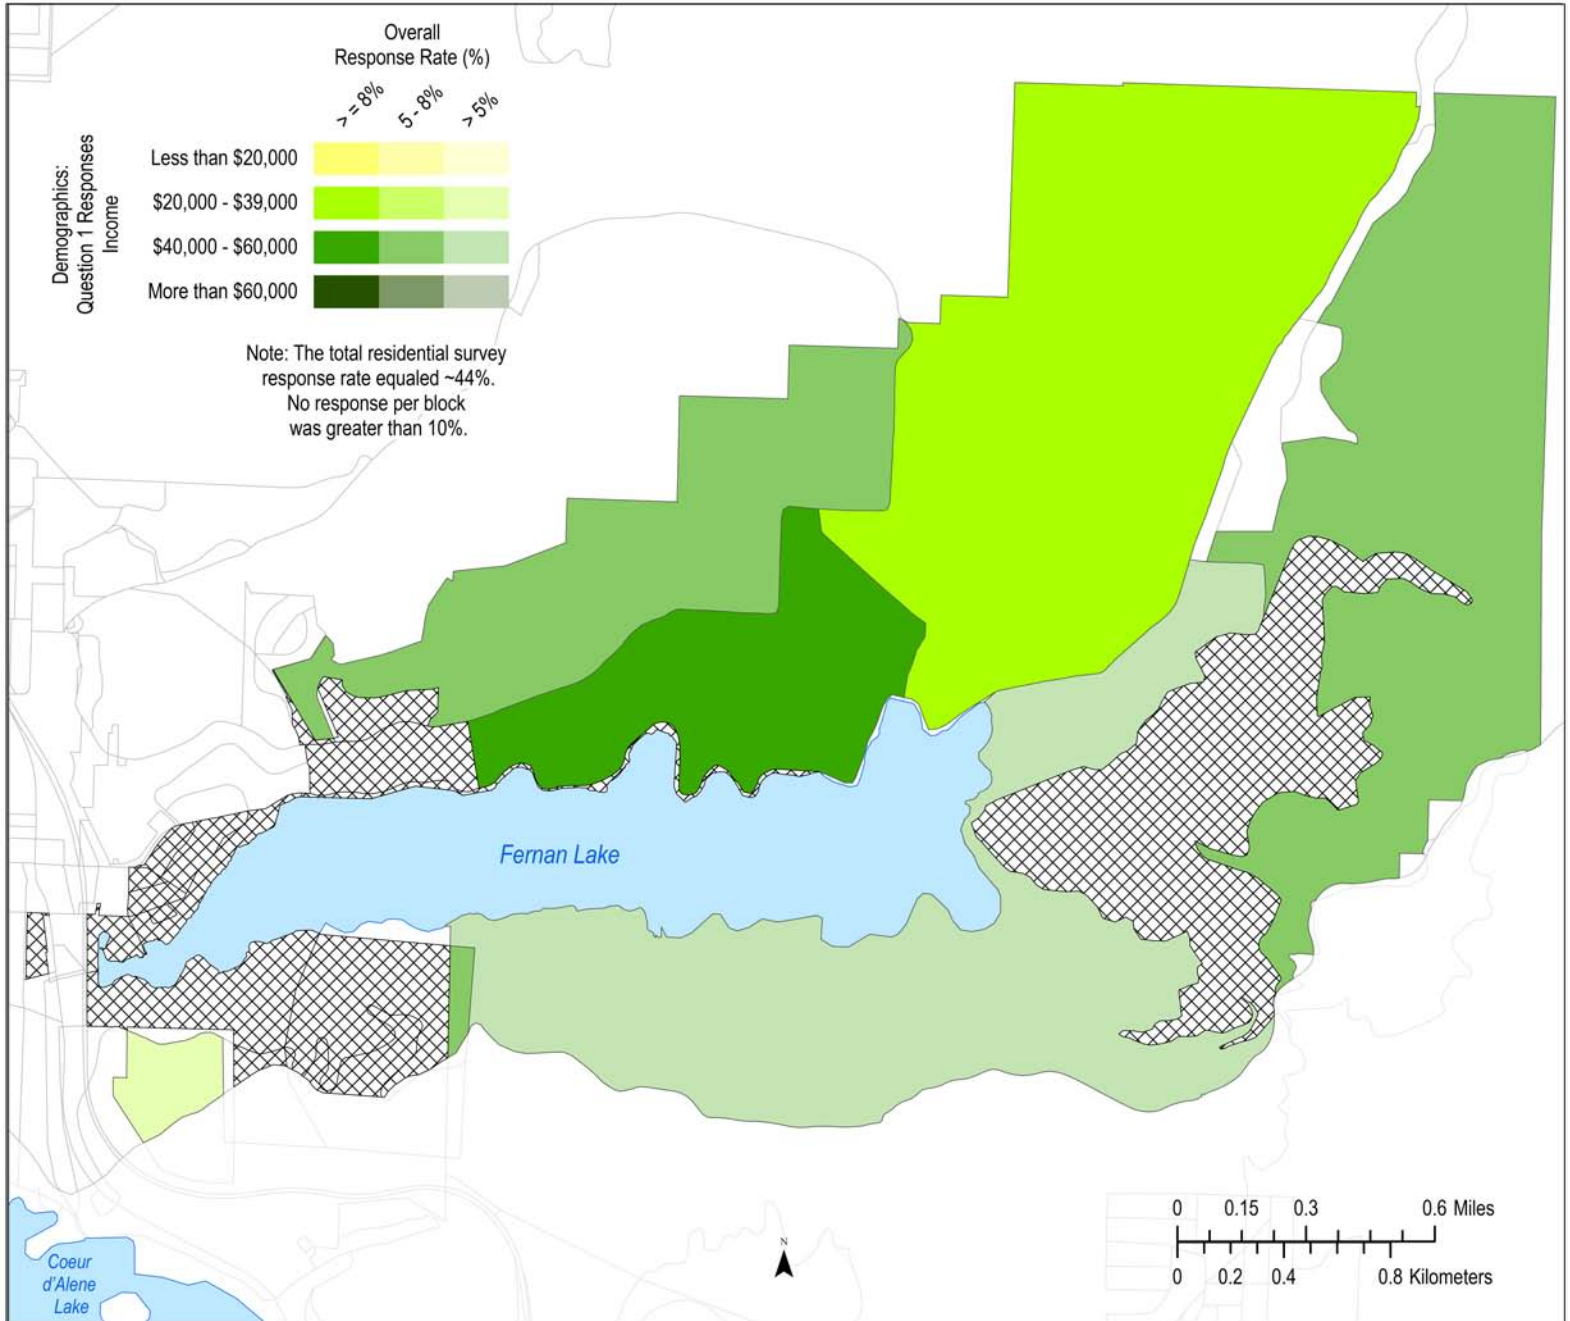 Overall
Response Rate (%)
> = 8%
5 - 8%
> 5%
Demographics:
Question 1 Responses
Income
Less than $20,000
$20,000 - $39,000
$40,000 - $60,000
More than $60,000
Note: The total residential survey
response rate equaled ~44%.
No response per block
was greater than 10%.
Fernan Lake
Coeur
d'Alene
Lake
N
0 0.15 0.3 0.6 Miles
0 0.2 0.4 0.8 Kilometers